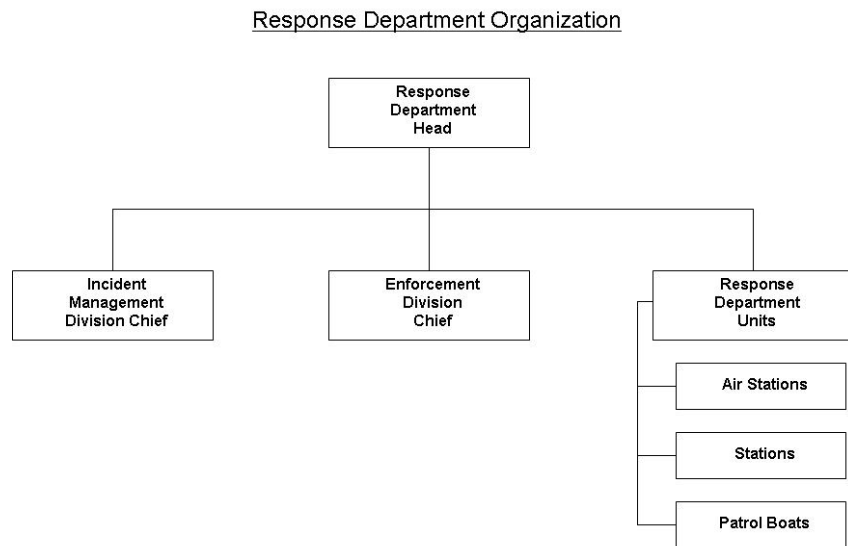 Response Department Organization
Response
Department
Head
Incident
Management
Division Chief
Enforcement
Division
Chief
Response
Department
Units
Air Stations
Stations
Patrol Boats